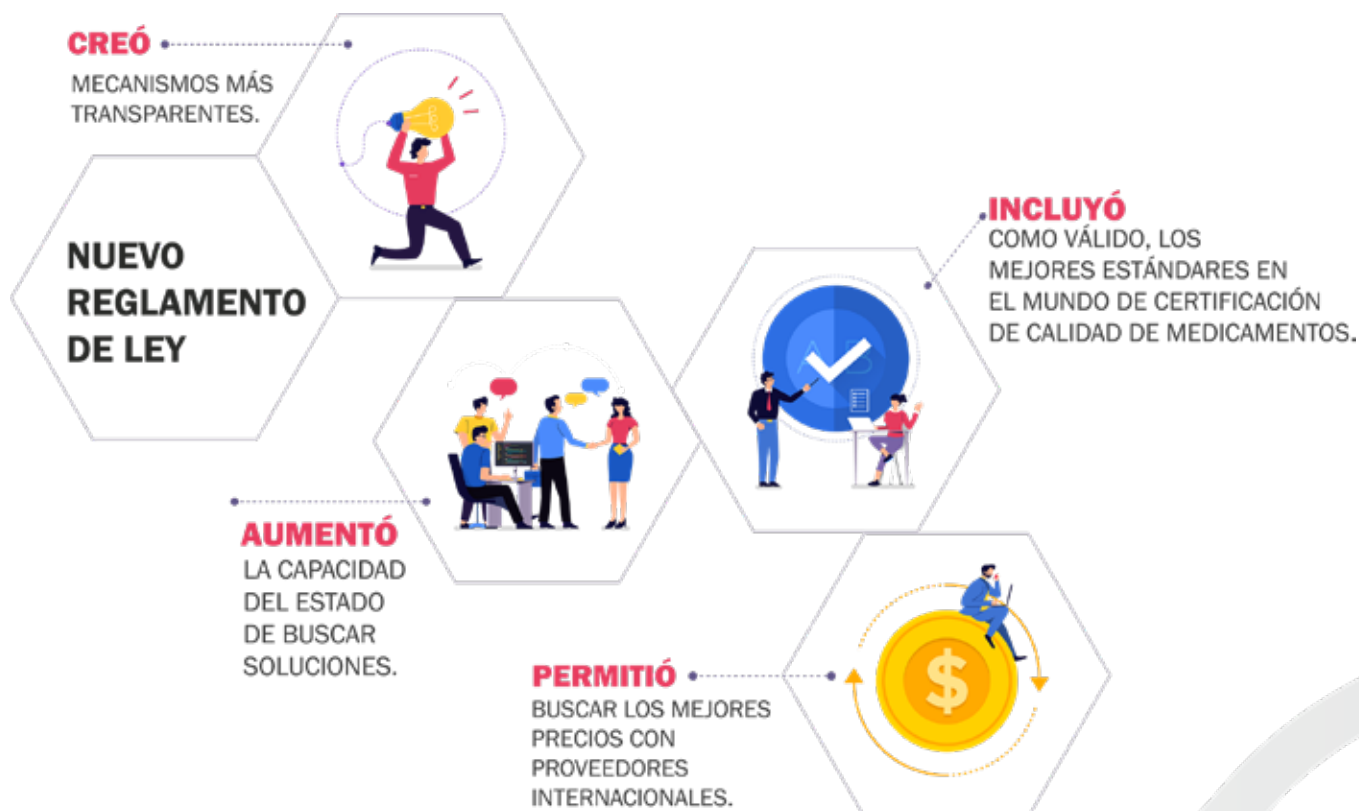 CREÓ
MECANISMOS MÁS
TRANSPARENTES.
NUEVO
REGLAMENTO
DE LEY
INCLUYÓ
COMO VÁLIDO, LOS
MEJORES ESTÁNDARES EN
EL MUNDO DE CERTIFICACIÓN
DE CALIDAD DE MEDICAMENTOS.
A B
AUMENTÓ
LA CAPACIDAD
DEL ESTADO
DE BUSCAR
SOLUCIONES.
$
PERMITIÓ
BUSCAR LOS MEJORES
PRECIOS CON
PROVEEDORES
INTERNACIONALES.